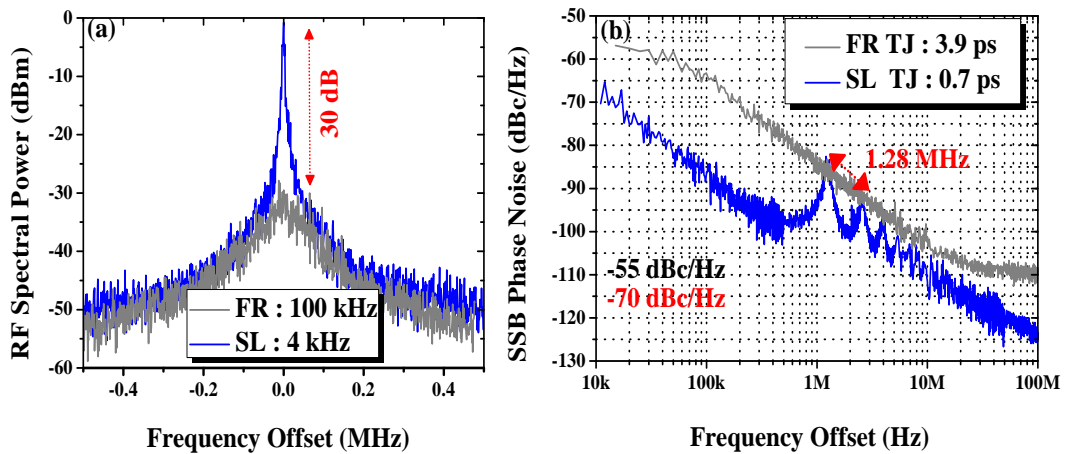 (a)
RF Spectral Power (dBm)
0
-10
-20
-30
-40
-50
-60
30 dB
FR : 100 kHz
SL : 4 kHz
-0.4
-0.2
0.0
0.2
0.4
Frequency Offset (MHz)
(b)
SSB Phase Noise (dBc/Hz)
-50
-60
-70
-80
-90
-100
-110
-120
-130
FR TJ : 3.9 ps
SL TJ : 0.7 ps
1.28 MHz
-55 dBc/Hz
-70 dBc/Hz
10k
100k
1M
10M
100M
Frequency Offset (Hz)